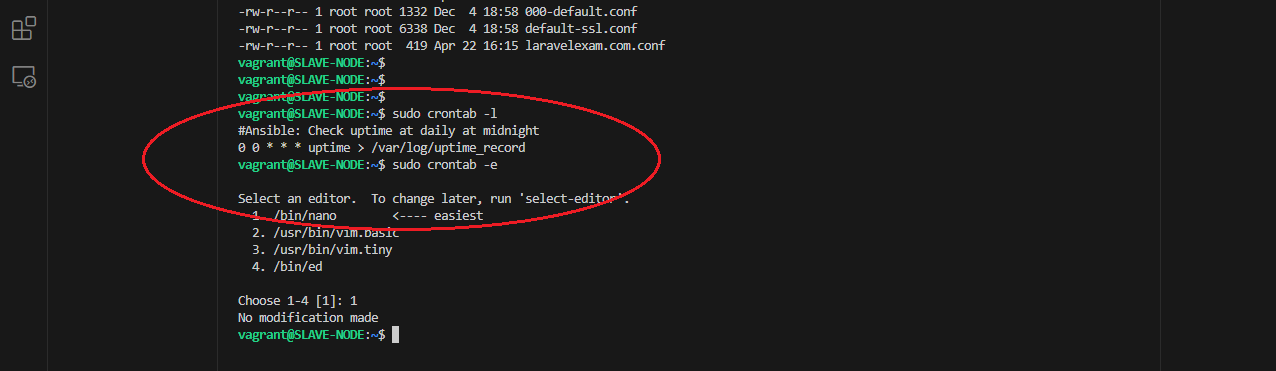 -rw-r--r-- 1 root root 1332 Dec  4 18:58 000-default.conf
-rw-r--r-- 1 root root 6338 Dec  4 18:58 default-ssl.conf
-rw-r--r-- 1 root root  419 Apr 22 16:15 laravelexam.com.conf
vagrant@SLAVE-NODE:~$
vagrant@SLAVE-NODE:~$
vagrant@SLAVE-NODE:~$
vagrant@SLAVE-NODE:~$ sudo crontab -l
#Ansible: Check uptime at daily at midnight
0 0 * * * uptime > /var/log/uptime_record
vagrant@SLAVE-NODE:~$ sudo crontab -e
Select an editor.  To change later, run 'select-editor'.
  1. /bin/nano        <---- easiest
  2. /usr/bin/vim.basic
  3. /usr/bin/vim.tiny
  4. /bin/ed
Choose 1-4 [1]: 1
No modification made
vagrant@SLAVE-NODE:~$